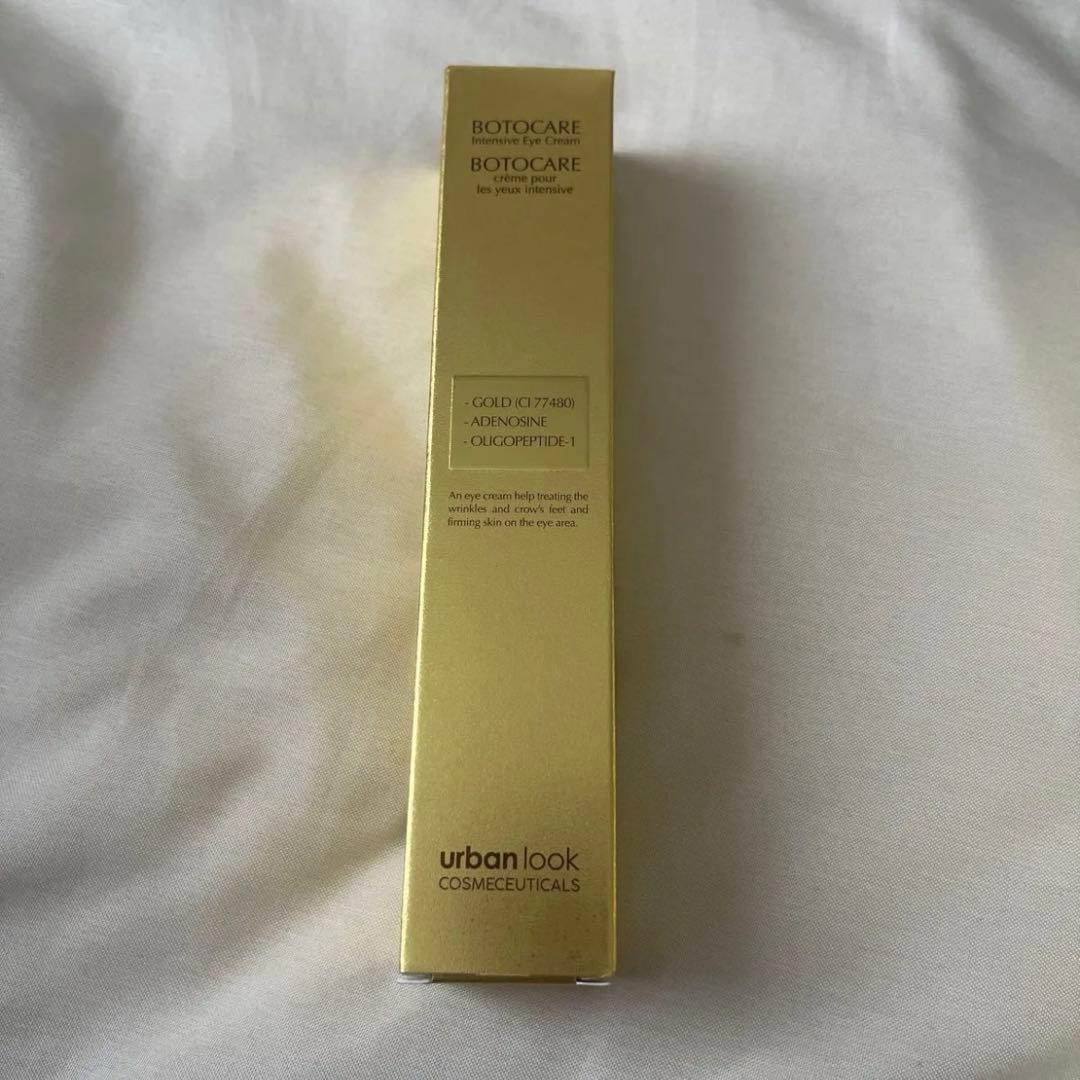 BOTOCARE
Intensive Eye Cream
BOTOCARE
crème pour
les yeux intensive
- GOLD (CI 77480)
- ADENOSINE
- OLIGOPEPTIDE-1
An eye cream help treating the
wrinkles and crow's feet and
firming skin on the eye area.
urban look
COSMECEUTICALS